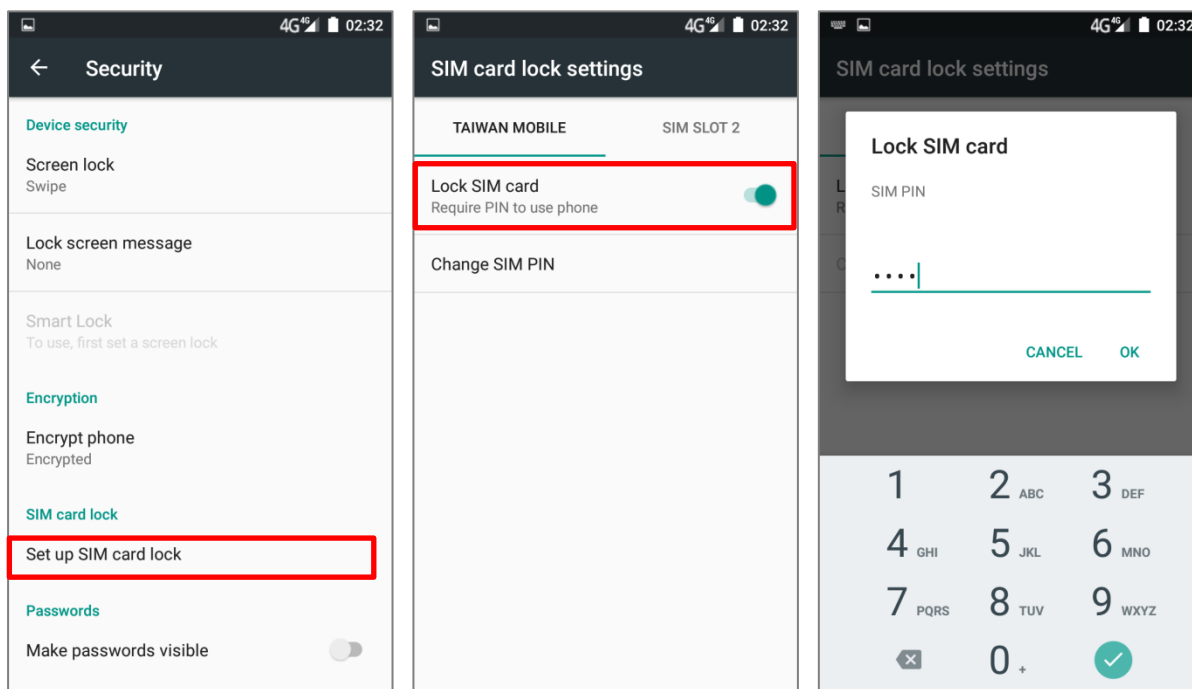 4G 4G 02:32
Security
Device security
Screen lock
Swipe
Lock screen message
None
Smart Lock
To use, first set a screen lock
Encryption
Encrypt phone
Encrypted
SIM card lock
Set up SIM card lock
Passwords
Make passwords visible
4G 4G 02:32
SIM card lock settings
TAIWAN MOBILE SIM SLOT 2
Lock SIM card
Require PIN to use phone
Change SIM PIN
4G 4G 02:32
SIM card lock settings
Lock SIM card
L
SIM PIN
R
C
••••
CANCEL OK
1 2 ABC 3 DEF
4 GHI 5 JKL 6 MNO
7 PQRS 8 TUV 9 WXYZ
0 +